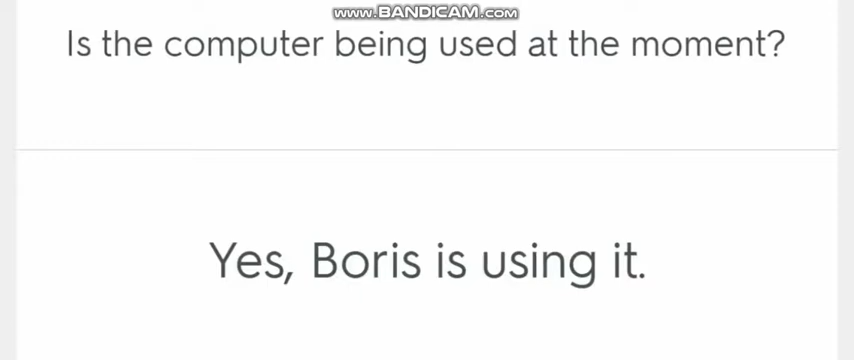 www.BANDICAM.com
Is the computer being used at the moment?
Yes, Boris is using it.